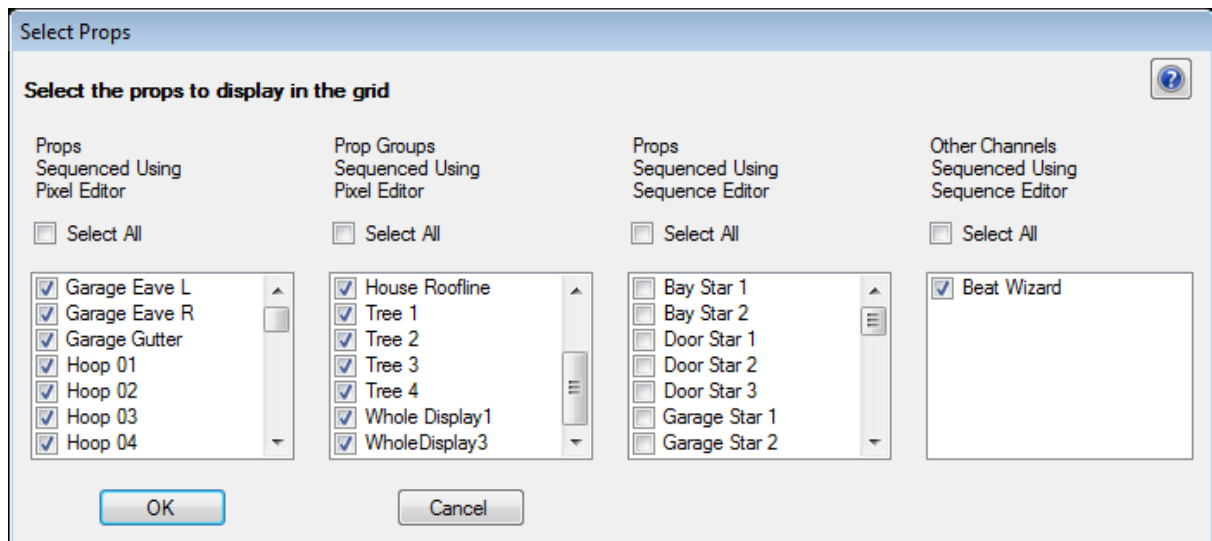 Select Props
Select the props to display in the grid
Props
Sequenced Using
Pixel Editor
Select All
Garage Eave L
Garage Eave R
Garage Gutter
Hoop 01
Hoop 02
Hoop 03
Hoop 04
Prop Groups
Sequenced Using
Pixel Editor
Select All
House Roofline
Tree 1
Tree 2
Tree 3
Tree 4
Whole Display1
WholeDisplay3
Props
Sequenced Using
Sequence Editor
Select All
Bay Star 1
Bay Star 2
Door Star 1
Door Star 2
Door Star 3
Garage Star 1
Garage Star 2
Other Channels
Sequenced Using
Sequence Editor
Select All
Beat Wizard
OK
Cancel